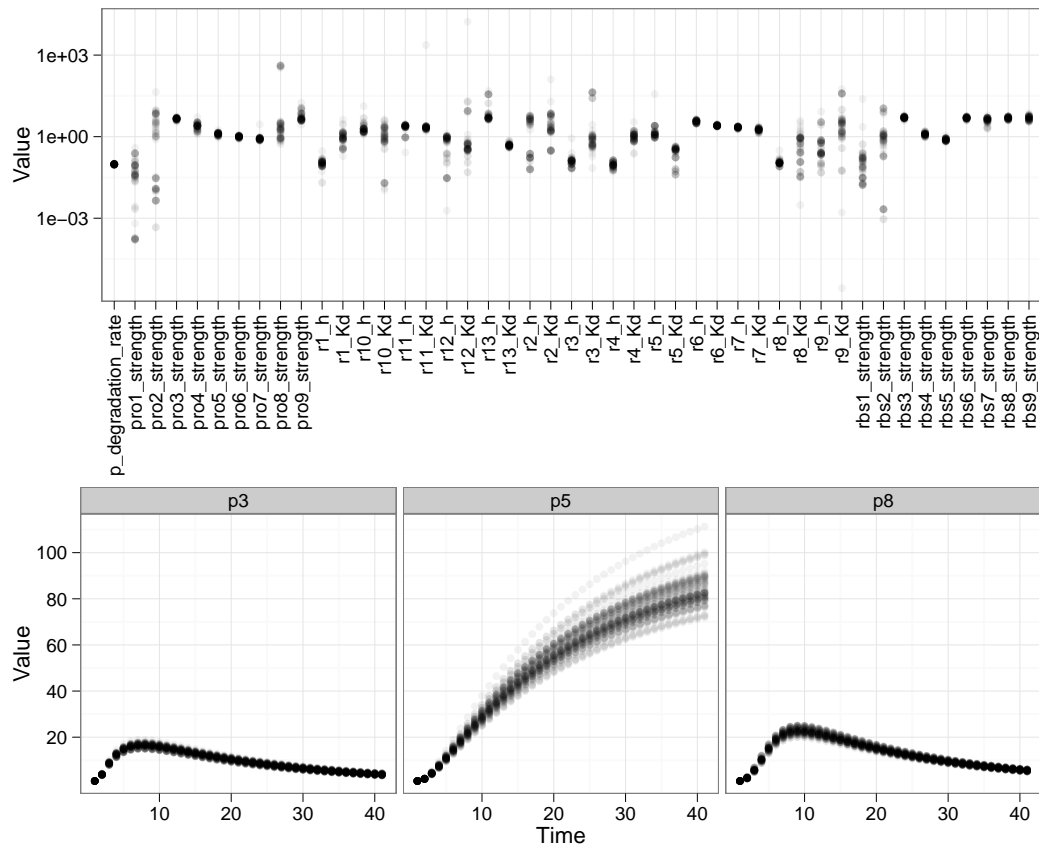 1e+03
1e+00
1e−03
Value
p_degradation_rate
pro1_strength
pro2_strength
pro3_strength
pro4_strength
pro5_strength
pro6_strength
pro7_strength
pro8_strength
pro9_strength
r1_h
r1_Kd
r10_h
r10_Kd
r11_h
r11_Kd
r12_h
r12_Kd
r13_h
r13_Kd
r2_h
r2_Kd
r3_h
r3_Kd
r4_h
r4_Kd
r5_h
r5_Kd
r6_h
r6_Kd
r7_h
r7_Kd
r8_h
r8_Kd
r9_h
r9_Kd
rbs1_strength
rbs2_strength
rbs3_strength
rbs4_strength
rbs5_strength
rbs6_strength
rbs7_strength
rbs8_strength
rbs9_strength
p3 p5 p8
100
80
60
40
20
Value
10 20 30 40 10 20 30 40 10 20 30 40
Time